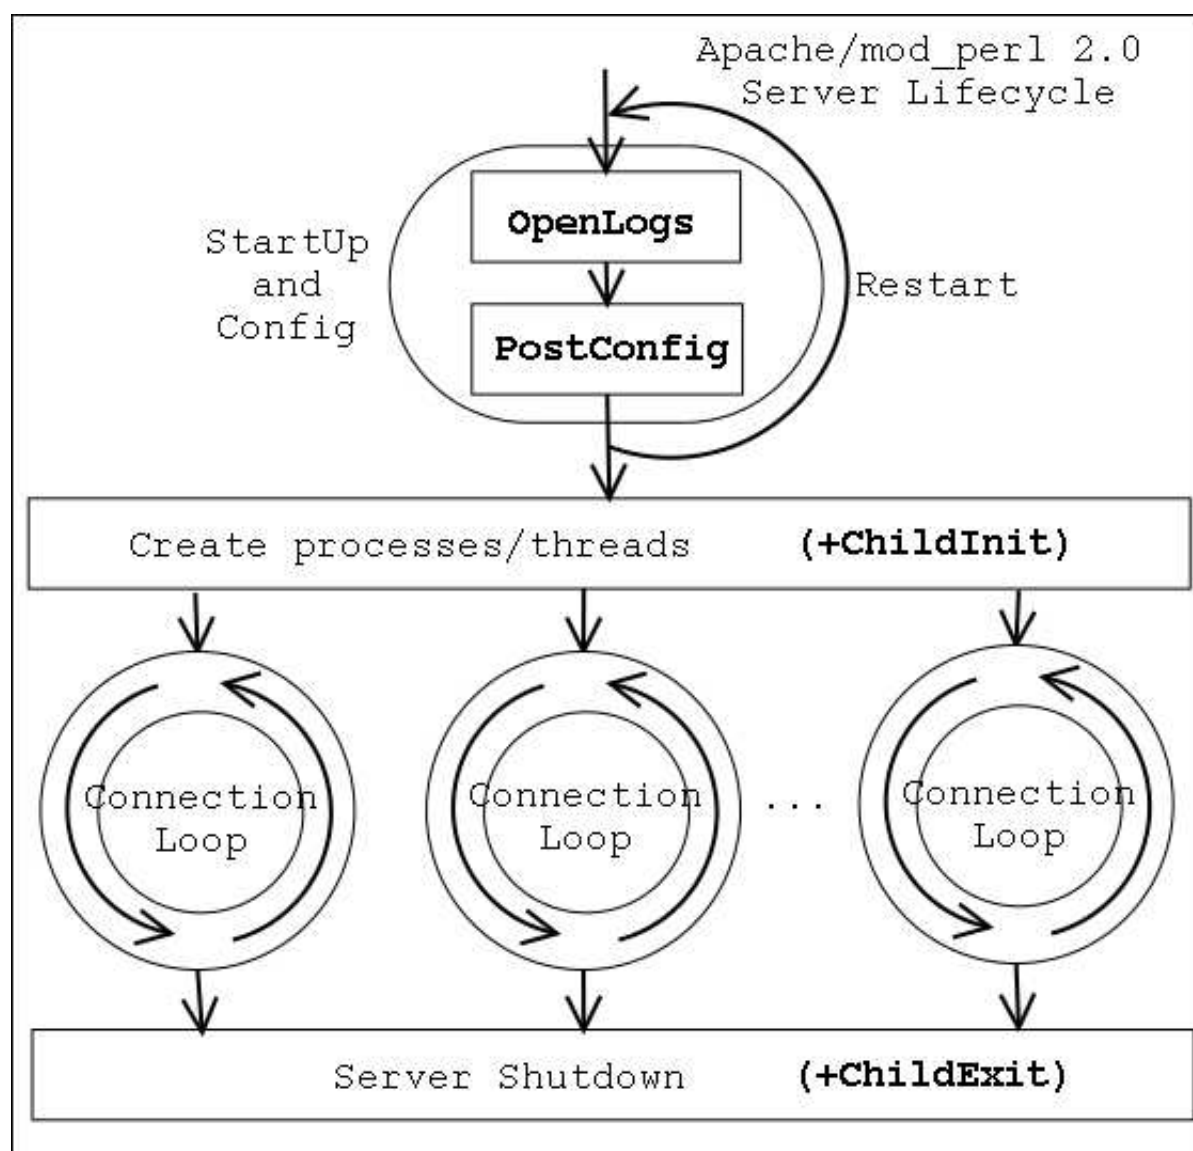 Apache/mod_perl 2.0
Server Lifecycle
OpenLogs
StartUp
and
Config
Restart
PostConfig
Create processes/threads (+ChildInit)
Connection
Loop
Connection
Loop
...
Connection
Loop
Server Shutdown (+ChildExit)